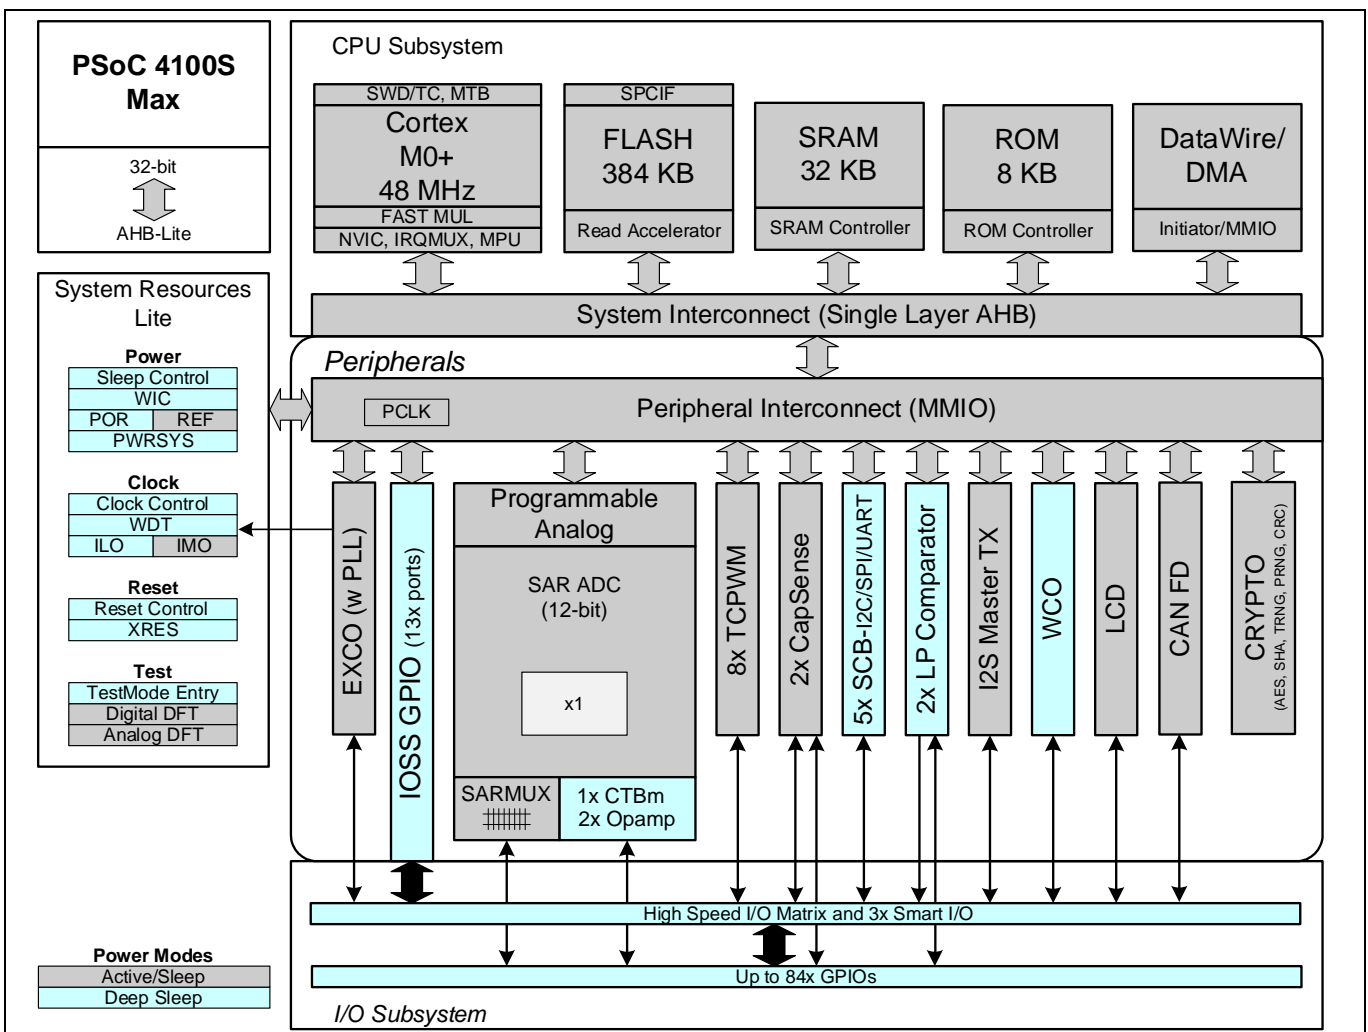 PSoC 4100S
Max
32-bit
AHB-Lite
CPU Subsystem
SWD/TC, MTB
Cortex
M0+
48 MHz
FAST MUL
NVIC, IRQMUX, MPU
SPCIF
FLASH
384 KB
Read Accelerator
SRAM
32 KB
SRAM Controller
ROM
8 KB
ROM Controller
DataWire/
DMA
Initiator/MMIO
System Interconnect (Single Layer AHB)
System Resources
Lite
Power
Sleep Control
WIC
POR
REF
PWRSYS
Clock
Clock Control
WDT
ILO
IMO
Reset
Reset Control
XRES
Test
TestMode Entry
Digital DFT
Analog DFT
Peripherals
PCLK
Peripheral Interconnect (MMIO)
EXCO (w PLL)
IOSS GPIO (13x ports)
Programmable
Analog
SAR ADC
(12-bit)
x1
SARMUX
1x CTBm
2x Opamp
8x TCPWM
2x CapSense
5x SCB-I2C/SPI/UART
2x LP Comparator
I2S Master TX
WCO
LCD
CAN FD
CRYPTO
(AES, SHA, TRNG, PRNG, CRC)
High Speed I/O Matrix and 3x Smart I/O
Up to 84x GPIOs
I/O Subsystem
Power Modes
Active/Sleep
Deep Sleep